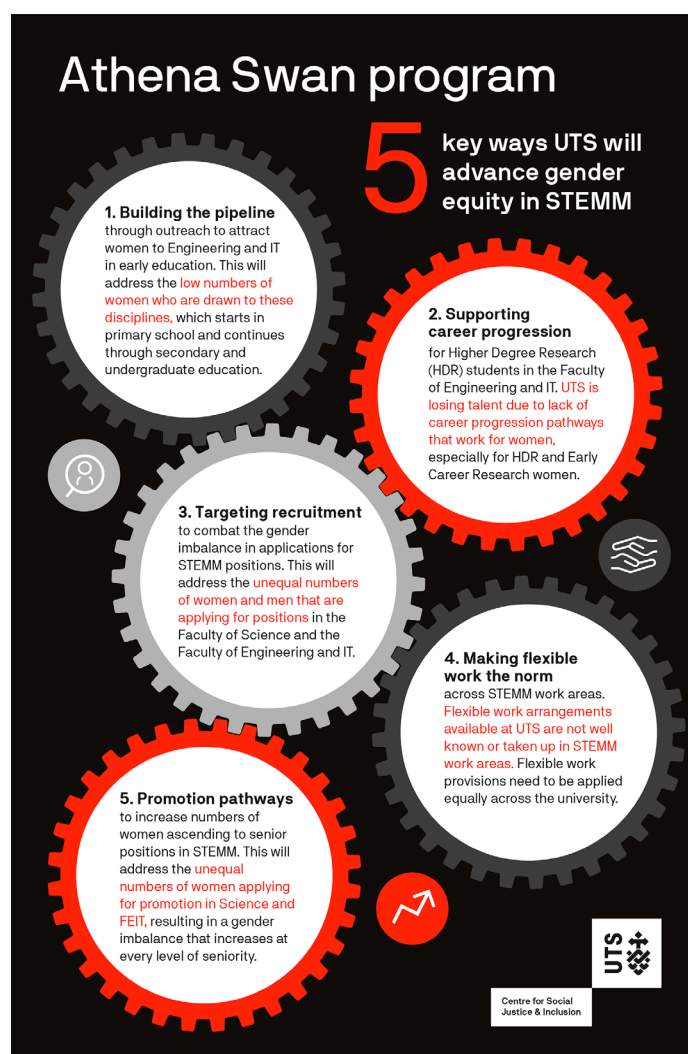 Athena Swan program
5
key ways UTS will
advance gender
equity in STEMM
1. Building the pipeline
through outreach to attract
women to Engineering and IT
in early education. This will
address the low numbers of
women who are drawn to these
disciplines, which starts in
primary school and continues
through secondary and
undergraduate education.
2. Supporting
career progression
for Higher Degree Research
(HDR) students in the Faculty
of Engineering and IT. UTS is
losing talent due to lack of
career progression pathways
that work for women,
especially for HDR and Early
Career Research women.
3. Targeting recruitment
to combat the gender
imbalance in applications for
STEMM positions. This will
address the unequal numbers
of women and men that are
applying for positions in the
Faculty of Science and the
Faculty of Engineering and IT.
4. Making flexible
work the norm
across STEMM work areas.
Flexible work arrangements
available at UTS are not well
known or taken up in STEMM
work areas. Flexible work
provisions need to be applied
equally across the university.
5. Promotion pathways
to increase numbers of
women ascending to senior
positions in STEMM. This will
address the unequal
numbers of women applying
for promotion in Science and
FEIT, resulting in a gender
imbalance that increases at
every level of seniority.
UTS
Centre for Social
Justice & Inclusion